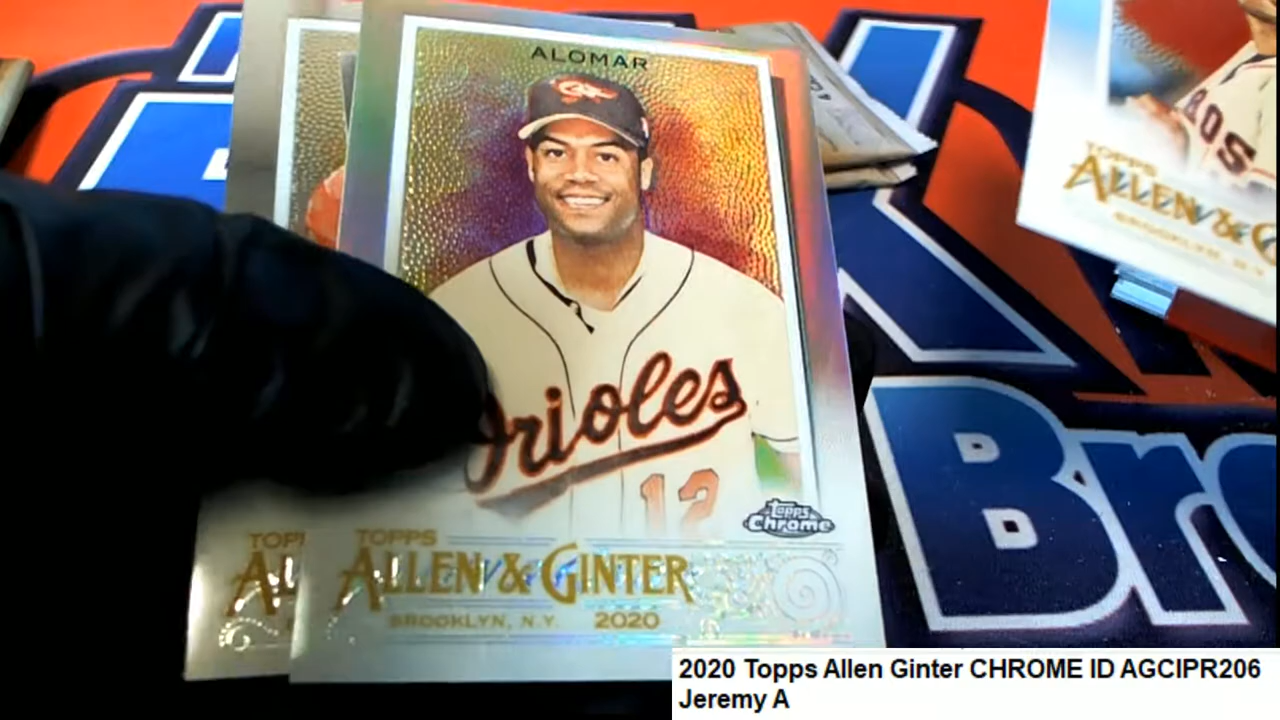 ALOMAR
Orioles
12
Topps
Chrome
TOPPS
ALLEN & GINTER
BROOKLYN, N.Y. 2020
TOPPS
ALLEN &
BROOKLYN, N.Y.
ROS
Bro
2020 Topps Allen Ginter CHROME ID AGCIPR206
Jeremy A